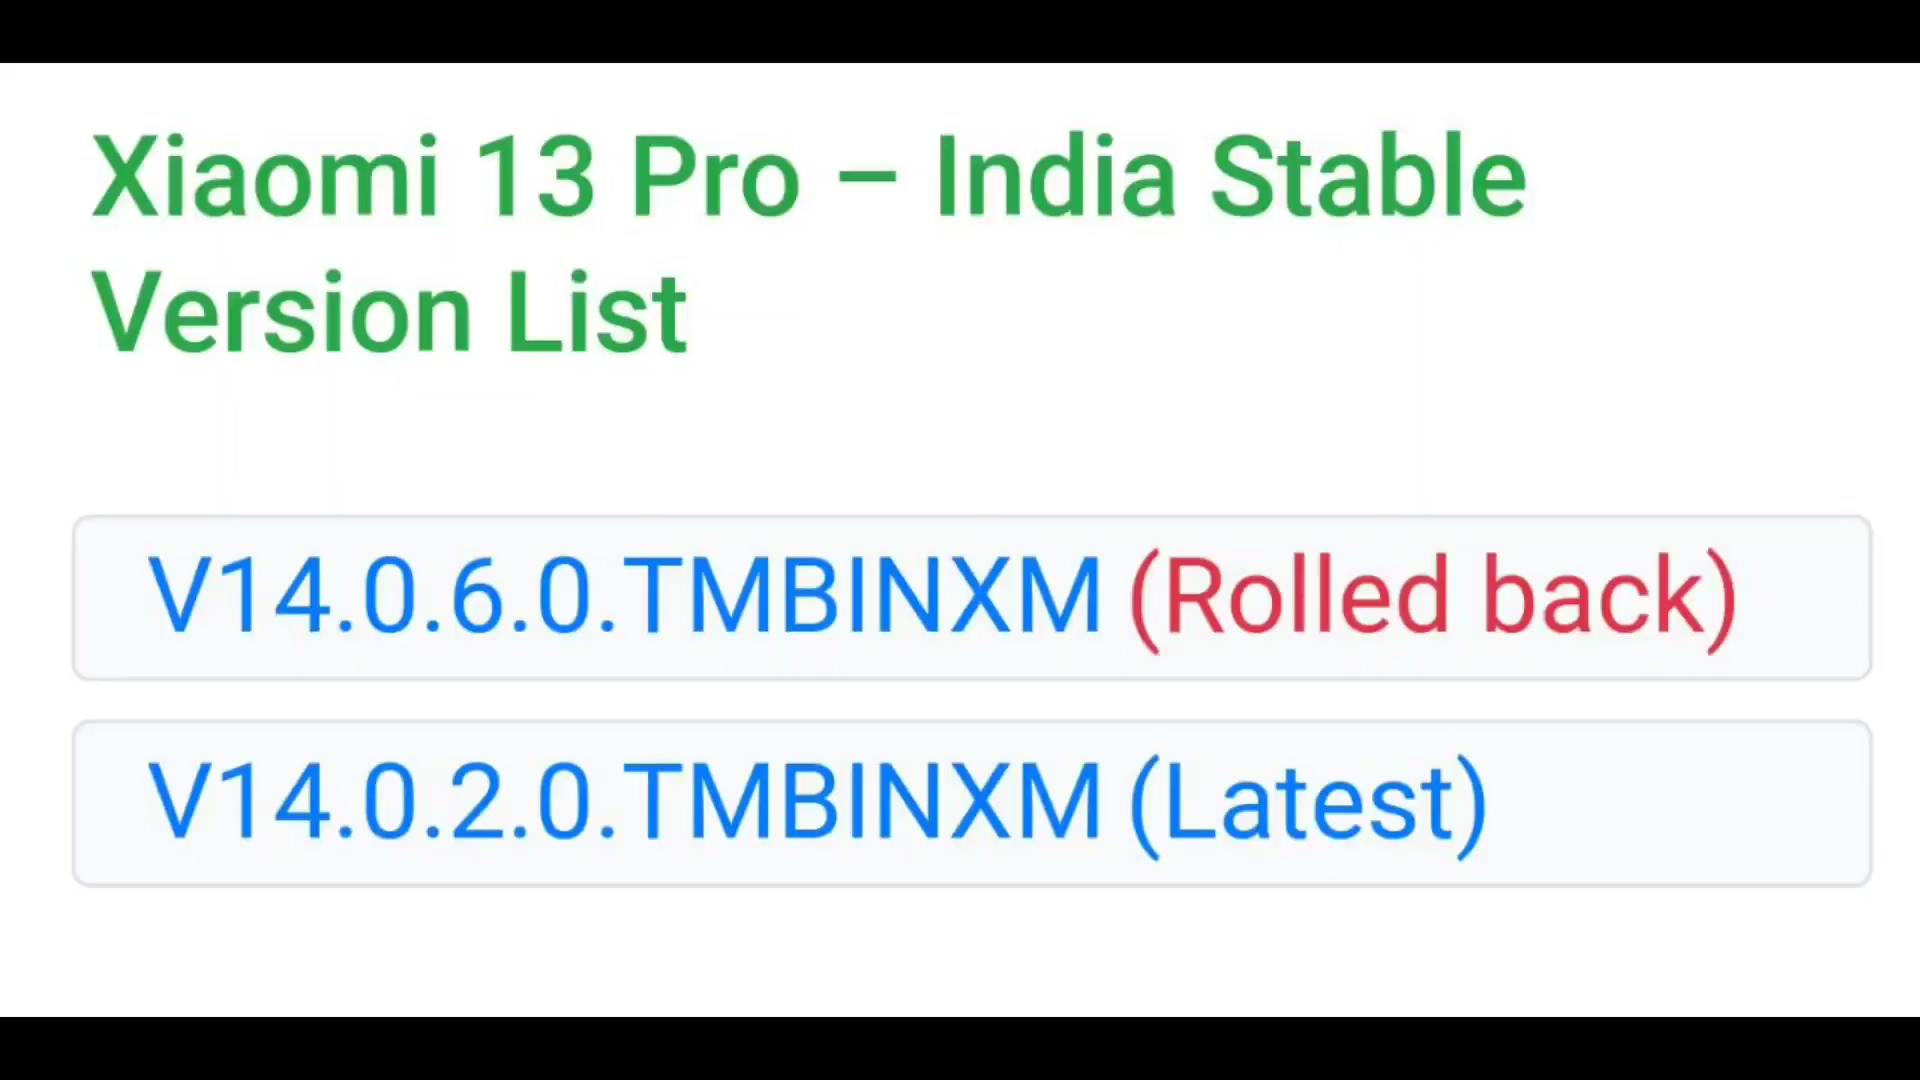 Xiaomi 13 Pro – India Stable
Version List
V14.0.6.0.TMBINXM (Rolled back)
V14.0.2.0.TMBINXM (Latest)